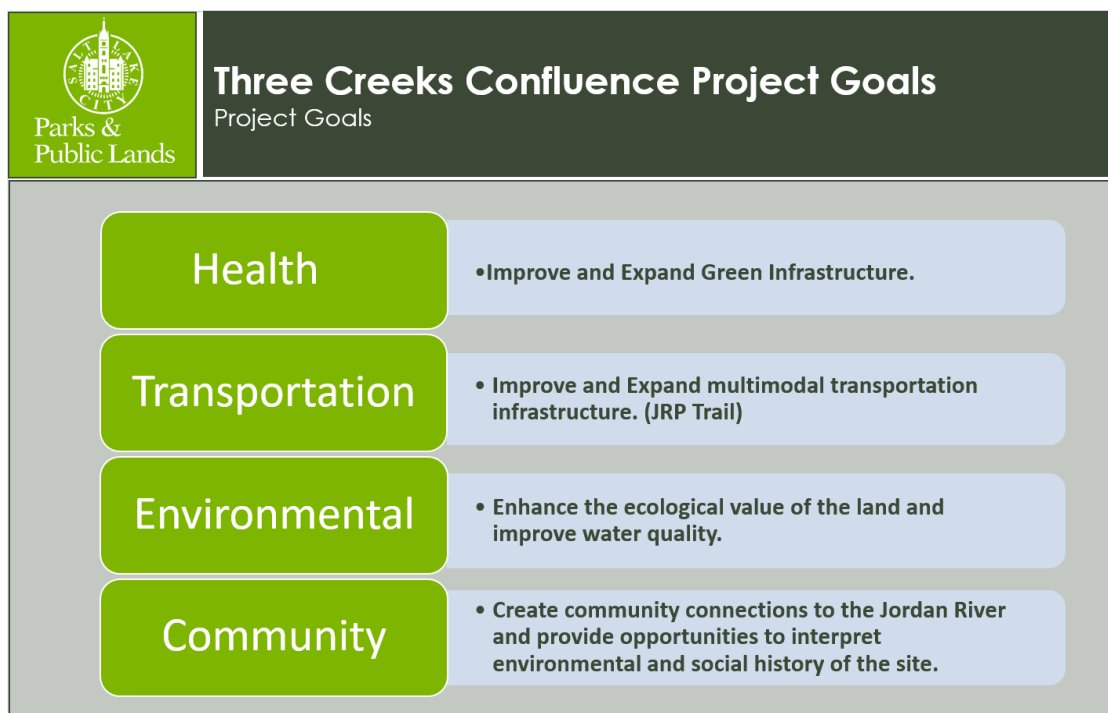 SALT LAKE CITY
Parks &
Public Lands
Three Creeks Confluence Project Goals
Project Goals
Health
•Improve and Expand Green Infrastructure.
Transportation
• Improve and Expand multimodal transportation
infrastructure. (JRP Trail)
Environmental
• Enhance the ecological value of the land and
improve water quality.
Community
• Create community connections to the Jordan River
and provide opportunities to interpret
environmental and social history of the site.